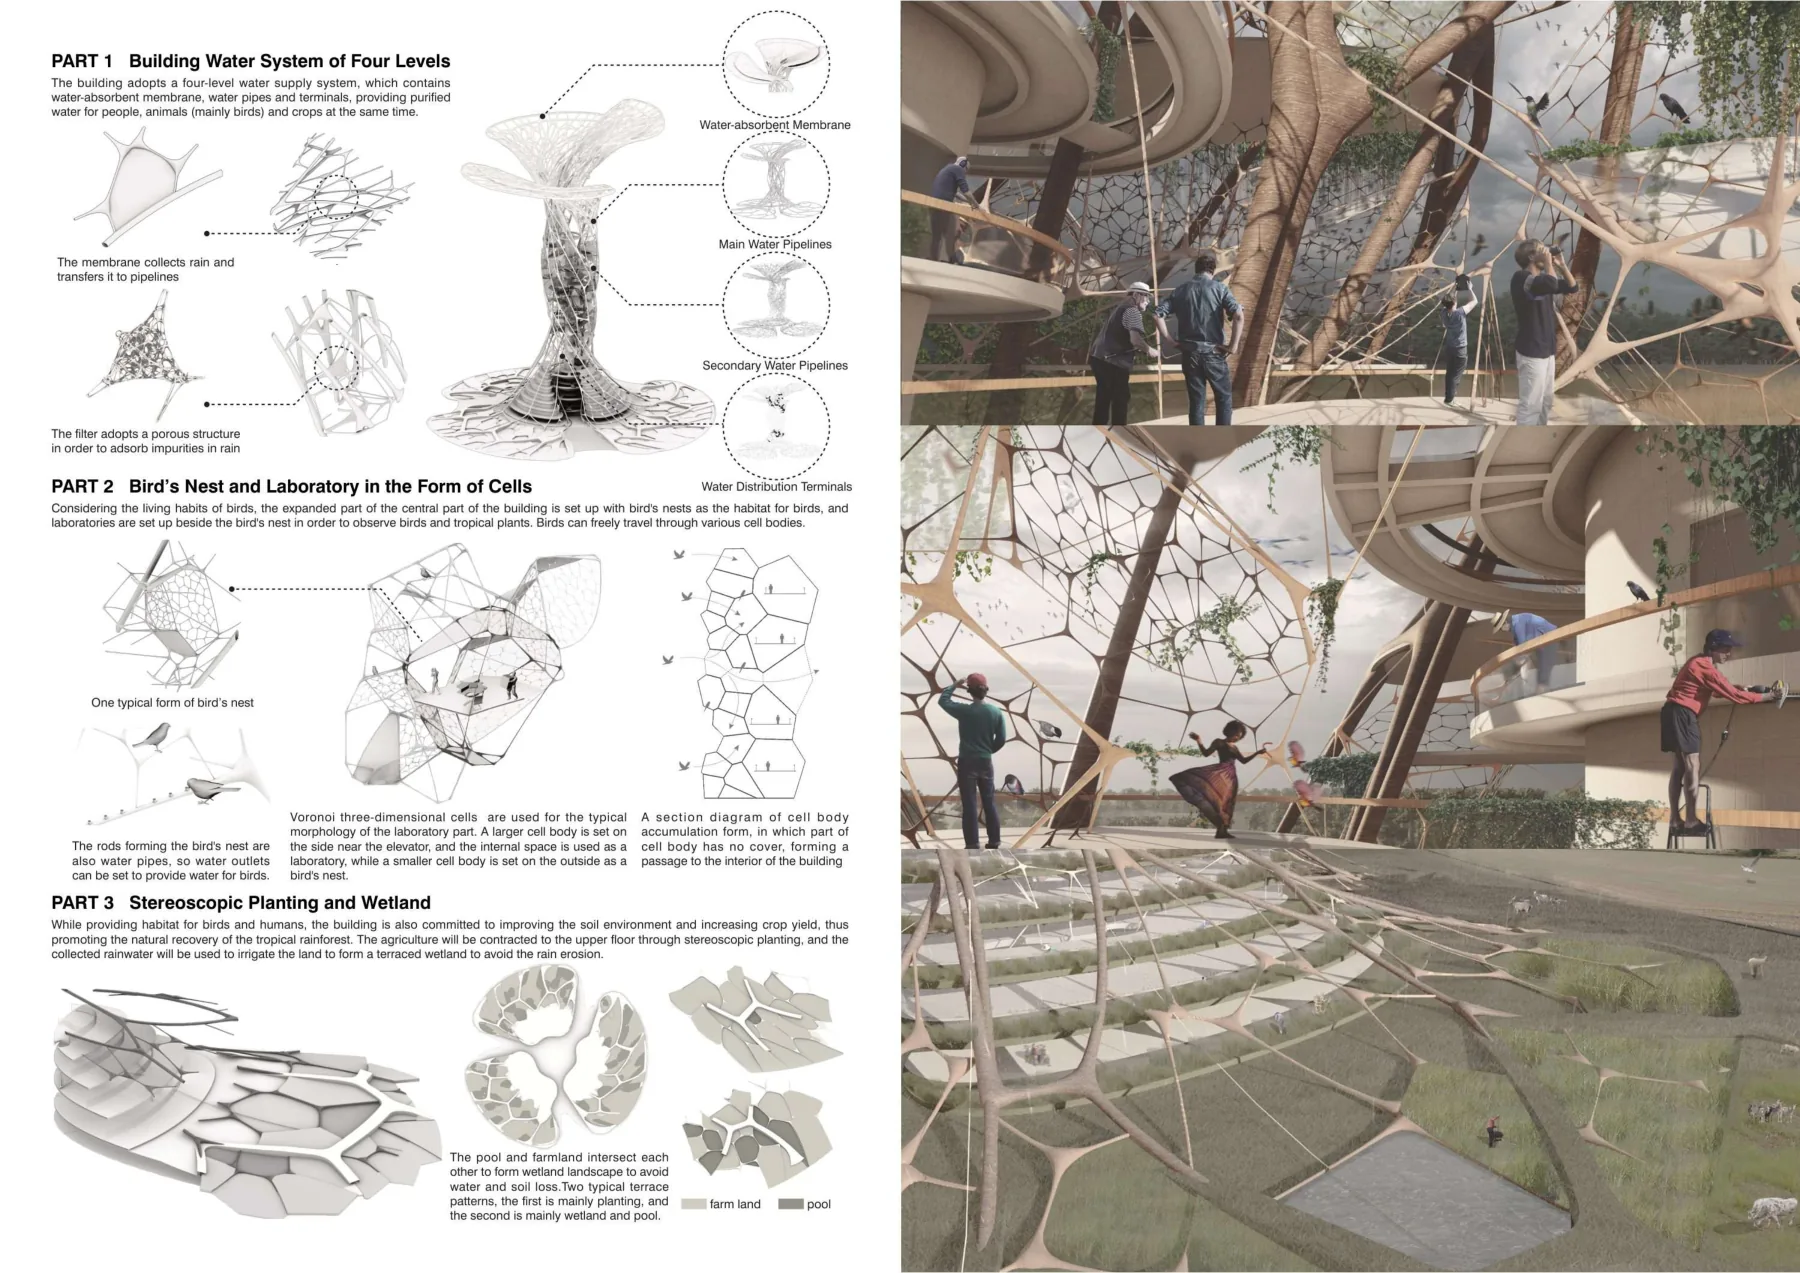 PART 1 Building Water System of Four Levels
The building adopts a four-level water supply system, which contains
water-absorbent membrane, water pipes and terminals, providing purified
water for people, animals (mainly birds) and crops at the same time.
Water-absorbent Membrane
The membrane collects rain and
transfers it to pipelines
Main Water Pipelines
Secondary Water Pipelines
The filter adopts a porous structure
in order to adsorb impurities in rain
Water Distribution Terminals
PART 2 Bird's Nest and Laboratory in the Form of Cells
Considering the living habits of birds, the expanded part of the central part of the building is set up with bird's nests as the habitat for birds, and
laboratories are set up beside the bird's nest in order to observe birds and tropical plants. Birds can freely travel through various cell bodies.
One typical form of bird's nest
The rods forming the bird's nest are
also water pipes, so water outlets
can be set to provide water for birds.
Voronoi three-dimensional cells are used for the typical
morphology of the laboratory part. A larger cell body is set on
the side near the elevator, and the internal space is used as a
laboratory, while a smaller cell body is set on the outside as a
bird's nest.
A section diagram of cell body
accumulation form, in which part of
cell body has no cover, forming a
passage to the interior of the building
PART 3 Stereoscopic Planting and Wetland
While providing habitat for birds and humans, the building is also committed to improving the soil environment and increasing crop yield, thus
promoting the natural recovery of the tropical rainforest. The agriculture will be contracted to the upper floor through stereoscopic planting, and the
collected rainwater will be used to irrigate the land to form a terraced wetland to avoid the rain erosion.
The pool and farmland intersect each
other to form wetland landscape to avoid
water and soil loss.Two typical terrace
patterns, the first is mainly planting, and
the second is mainly wetland and pool.
farm land
pool